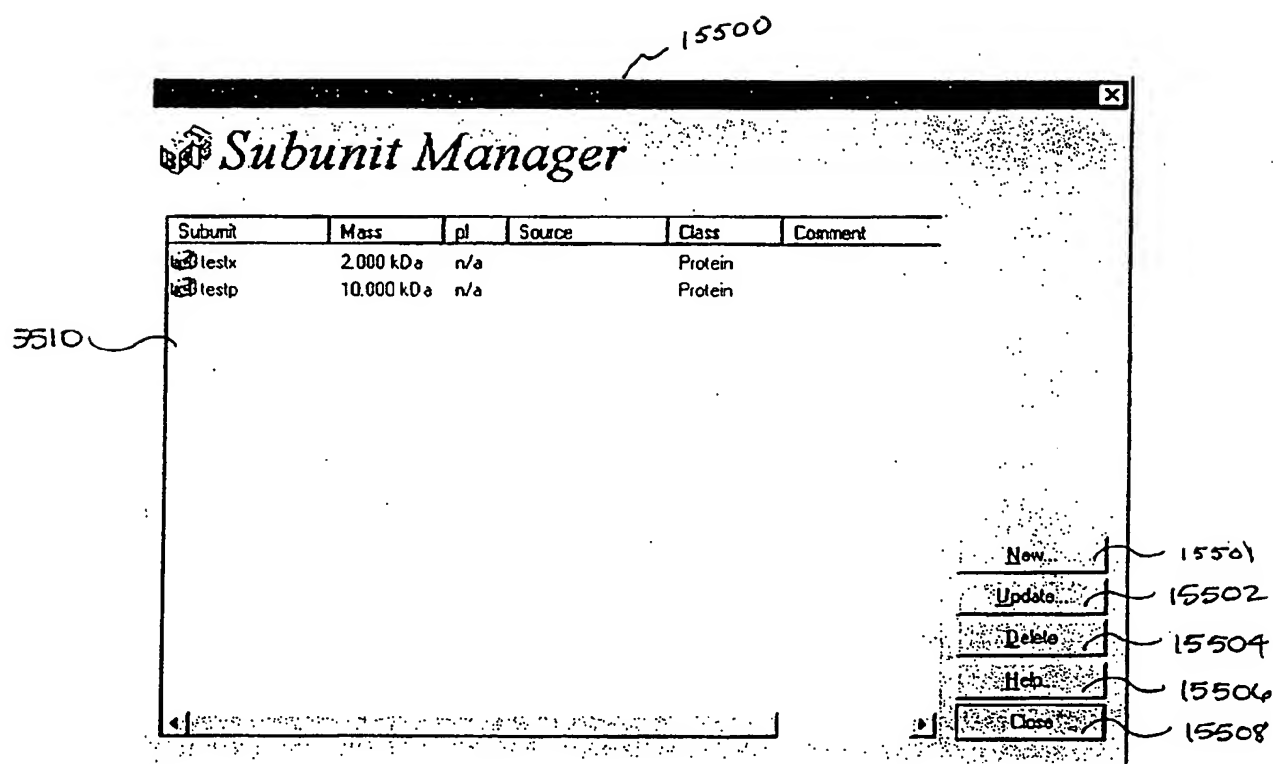 15500
Subunit Manager
Subunit Mass pI Source Class Comment
testx 2.000 kDa n/a Protein
testp 10.000 kDa n/a Protein
5510
New... 15501
Update... 15502
Delete 15504
Help... 15506
Close 15508